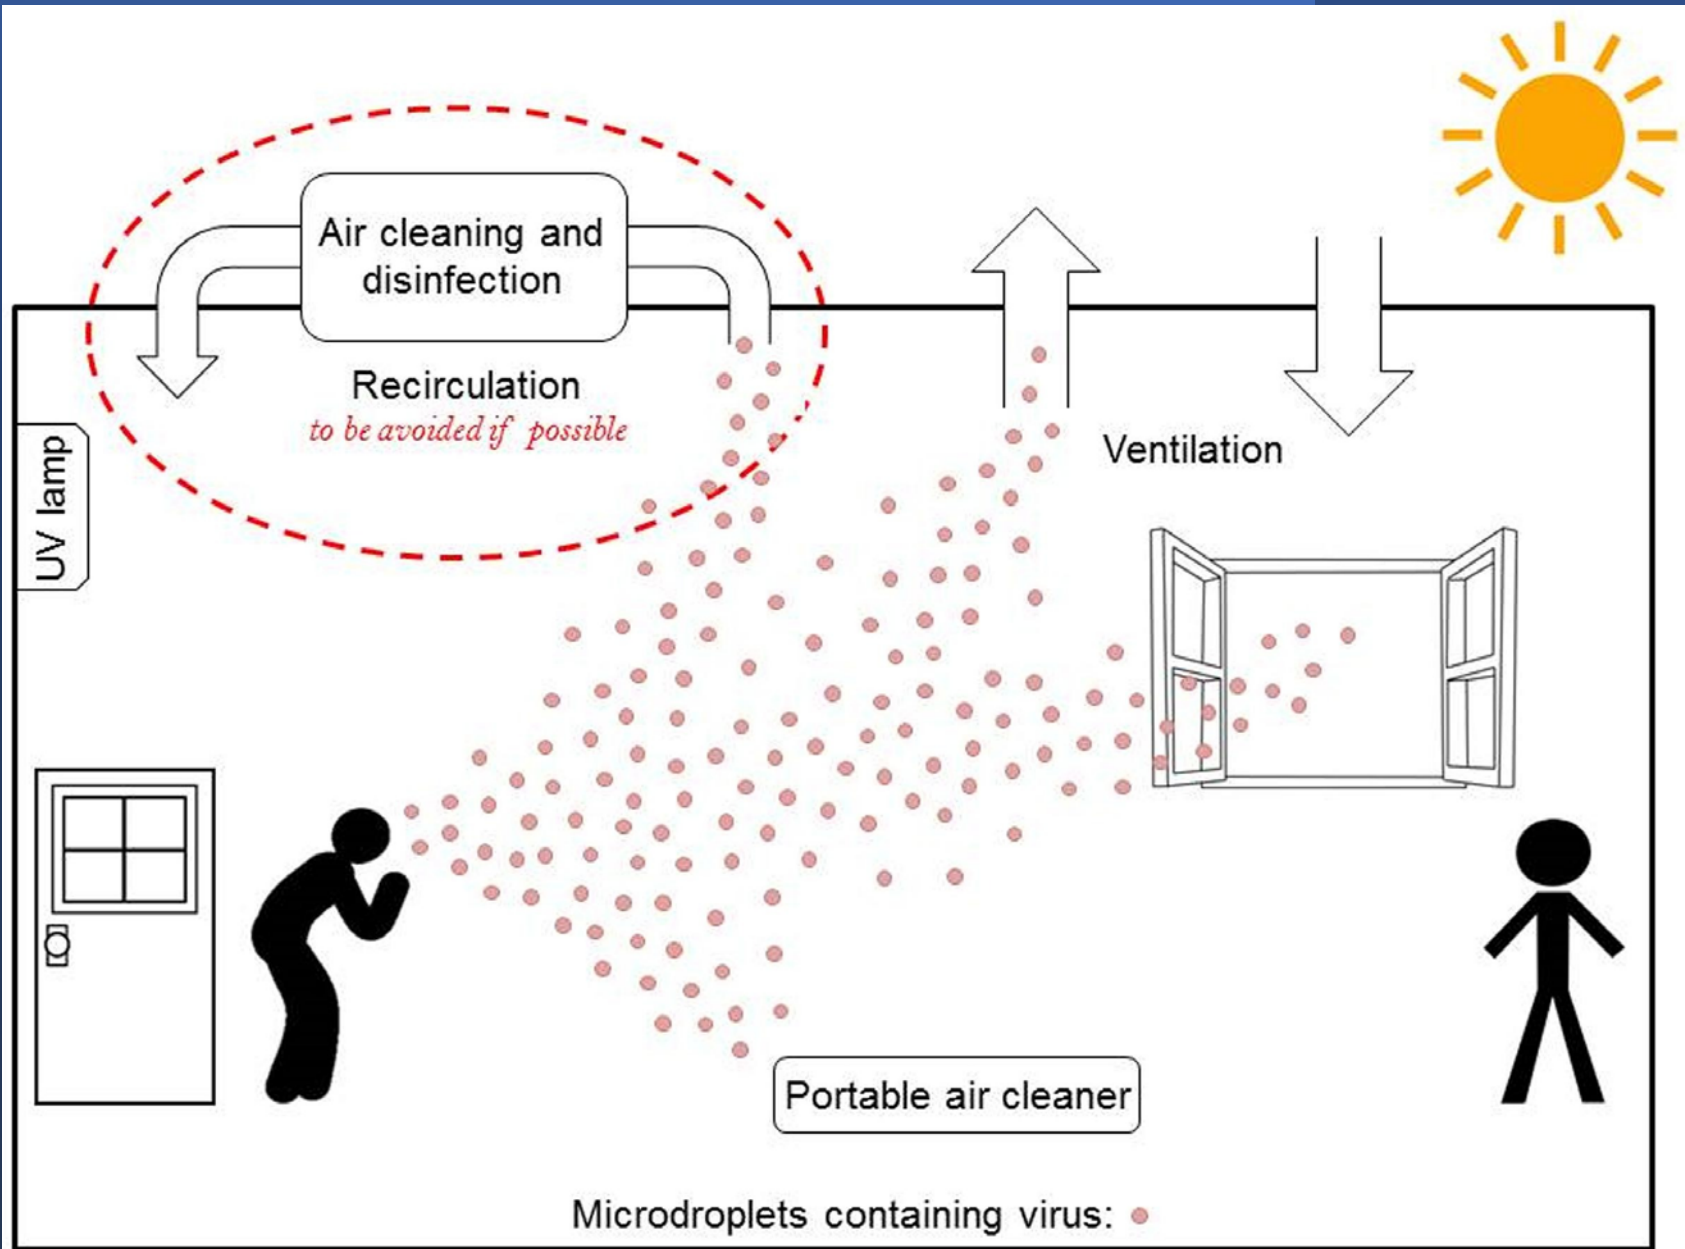 Air cleaning and
disinfection
Recirculation
to be avoided if possible
UV lamp
Ventilation
Portable air cleaner
Microdroplets containing virus: